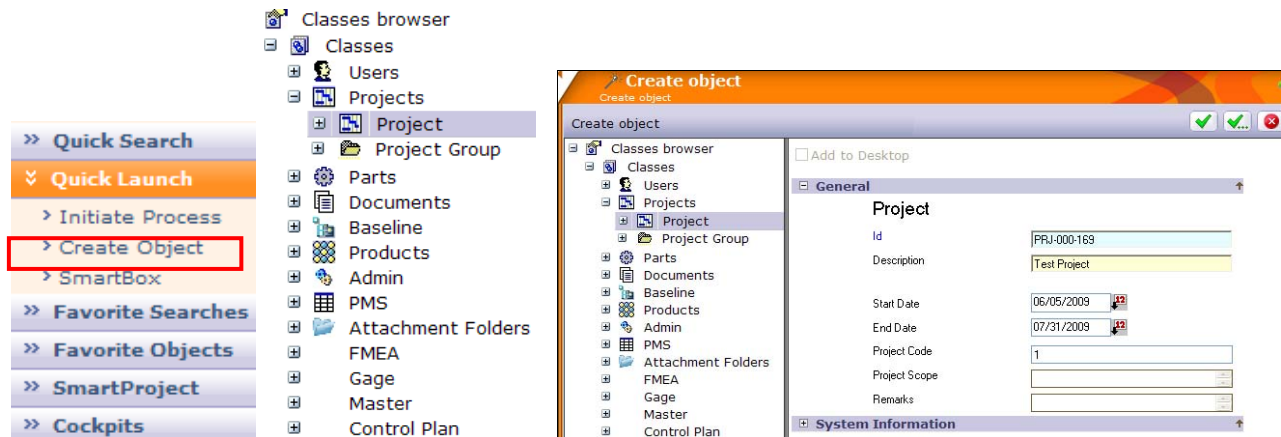 Quick Search
Quick Launch
Initiate Process
Create Object
SmartBox
Favorite Searches
Favorite Objects
SmartProject
Cockpits
Classes browser
Classes
Users
Projects
Project
Project Group
Parts
Documents
Baseline
Products
Admin
PMS
Attachment Folders
FMEA
Gage
Master
Control Plan
Create object
Create object
Create object
Classes browser
Classes
Users
Projects
Project
Project Group
Parts
Documents
Baseline
Products
Admin
PMS
Attachment Folders
FMEA
Gage
Master
Control Plan
Add to Desktop
General
Project
Id PRJ-000-169
Description Test Project
Start Date 06/05/2009 12
End Date 07/31/2009 12
Project Code 1
Project Scope
Remarks
System Information